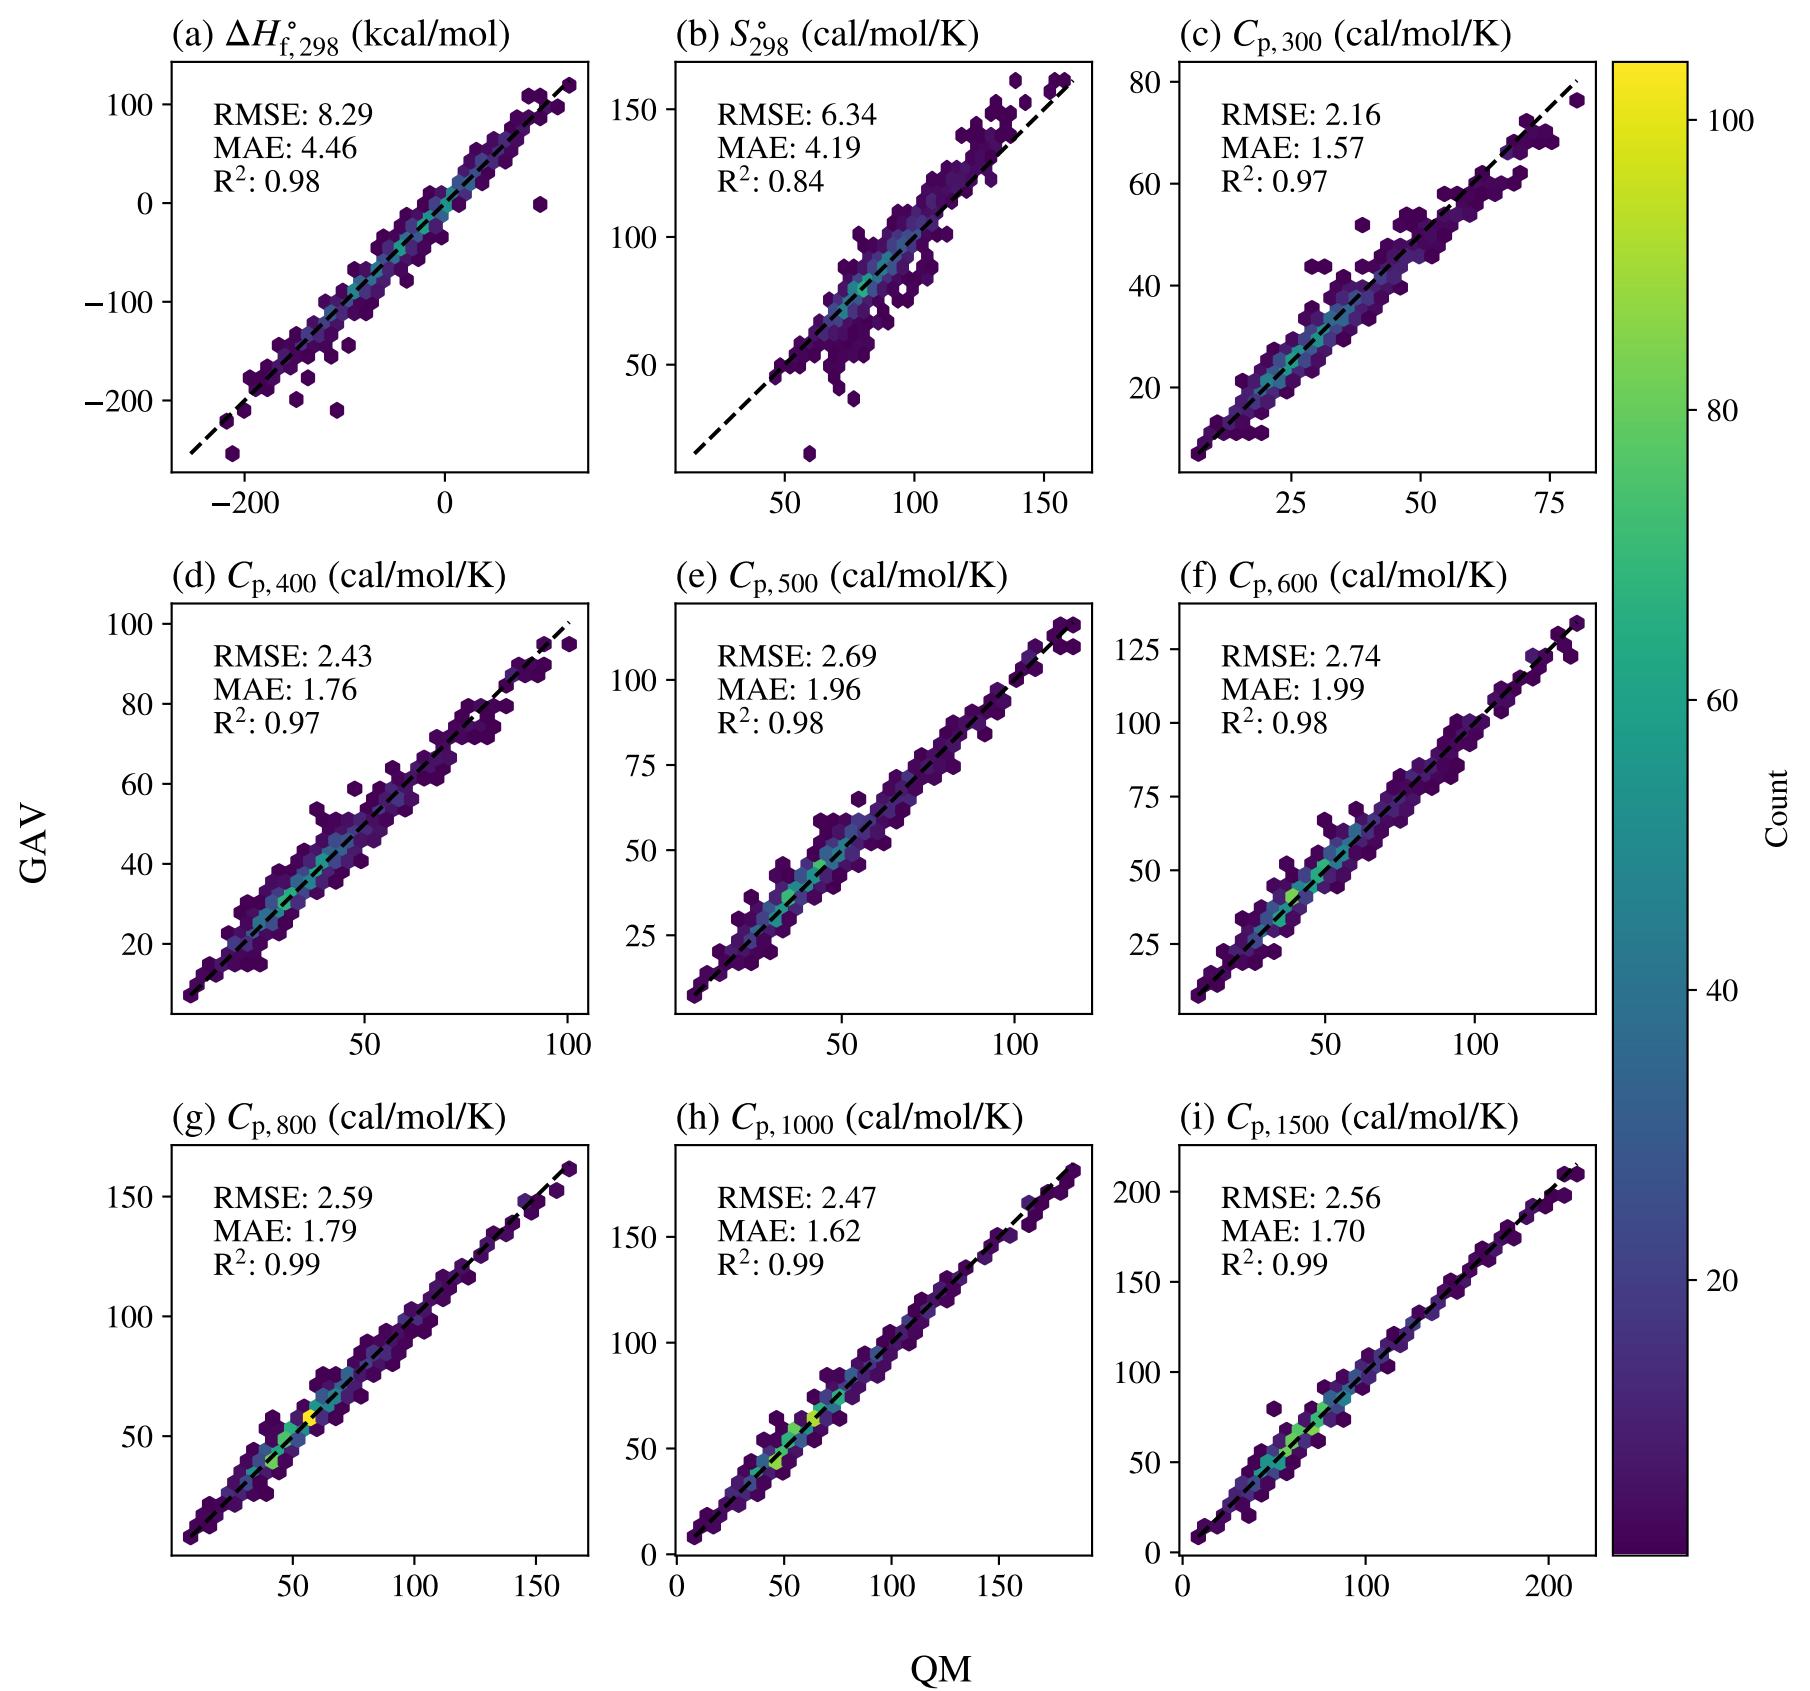 (a) ΔH°f, 298 (kcal/mol)
RMSE: 8.29
MAE: 4.46
R²: 0.98
100
0
−100
−200
−200 0
(b) S°298 (cal/mol/K)
RMSE: 6.34
MAE: 4.19
R²: 0.84
150
100
50
50 100 150
(c) Cp, 300 (cal/mol/K)
RMSE: 2.16
MAE: 1.57
R²: 0.97
80
60
40
20
25 50 75
(d) Cp, 400 (cal/mol/K)
RMSE: 2.43
MAE: 1.76
R²: 0.97
100
80
60
40
20
50 100
(e) Cp, 500 (cal/mol/K)
RMSE: 2.69
MAE: 1.96
R²: 0.98
100
75
50
25
50 100
(f) Cp, 600 (cal/mol/K)
RMSE: 2.74
MAE: 1.99
R²: 0.98
125
100
75
50
25
50 100
(g) Cp, 800 (cal/mol/K)
RMSE: 2.59
MAE: 1.79
R²: 0.99
150
100
50
50 100 150
(h) Cp, 1000 (cal/mol/K)
RMSE: 2.47
MAE: 1.62
R²: 0.99
150
100
50
0
0 50 100 150
(i) Cp, 1500 (cal/mol/K)
RMSE: 2.56
MAE: 1.70
R²: 0.99
200
150
100
50
0
0 100 200
GAV
QM
100
80
60
40
20
Count